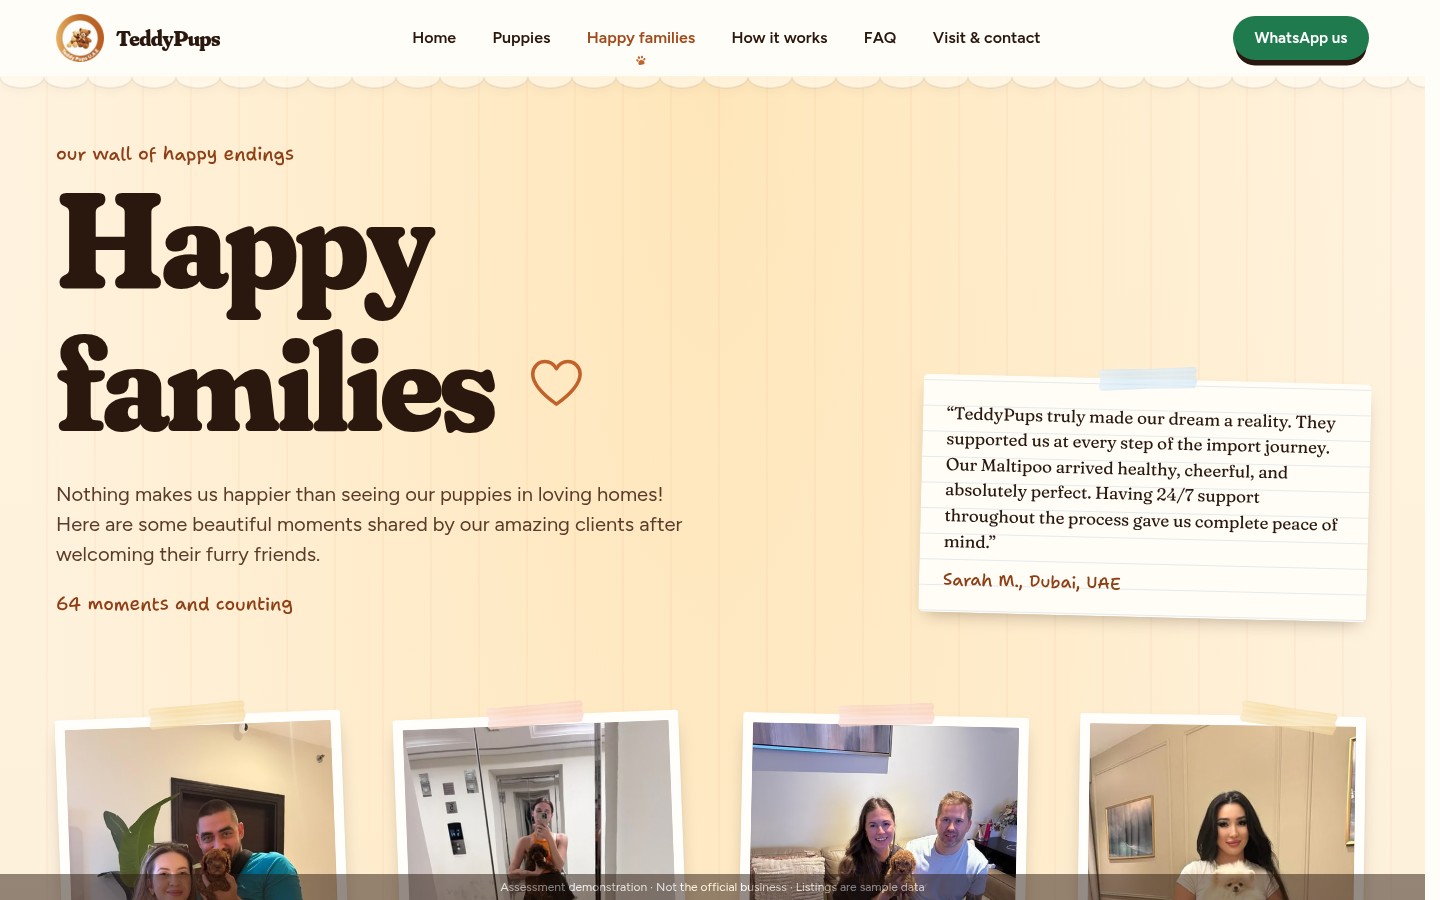 TeddyPups
Home
Puppies
Happy families
How it works
FAQ
Visit & contact
WhatsApp us
our wall of happy endings
Happy
families
Nothing makes us happier than seeing our puppies in loving homes!
Here are some beautiful moments shared by our amazing clients after
welcoming their furry friends.
64 moments and counting
“TeddyPups truly made our dream a reality. They
supported us at every step of the import journey.
Our Maltipoo arrived healthy, cheerful, and
absolutely perfect. Having 24/7 support
throughout the process gave us complete peace of
mind.”
Sarah M., Dubai, UAE
Assessment demonstration · Not the official business · Listings are sample data